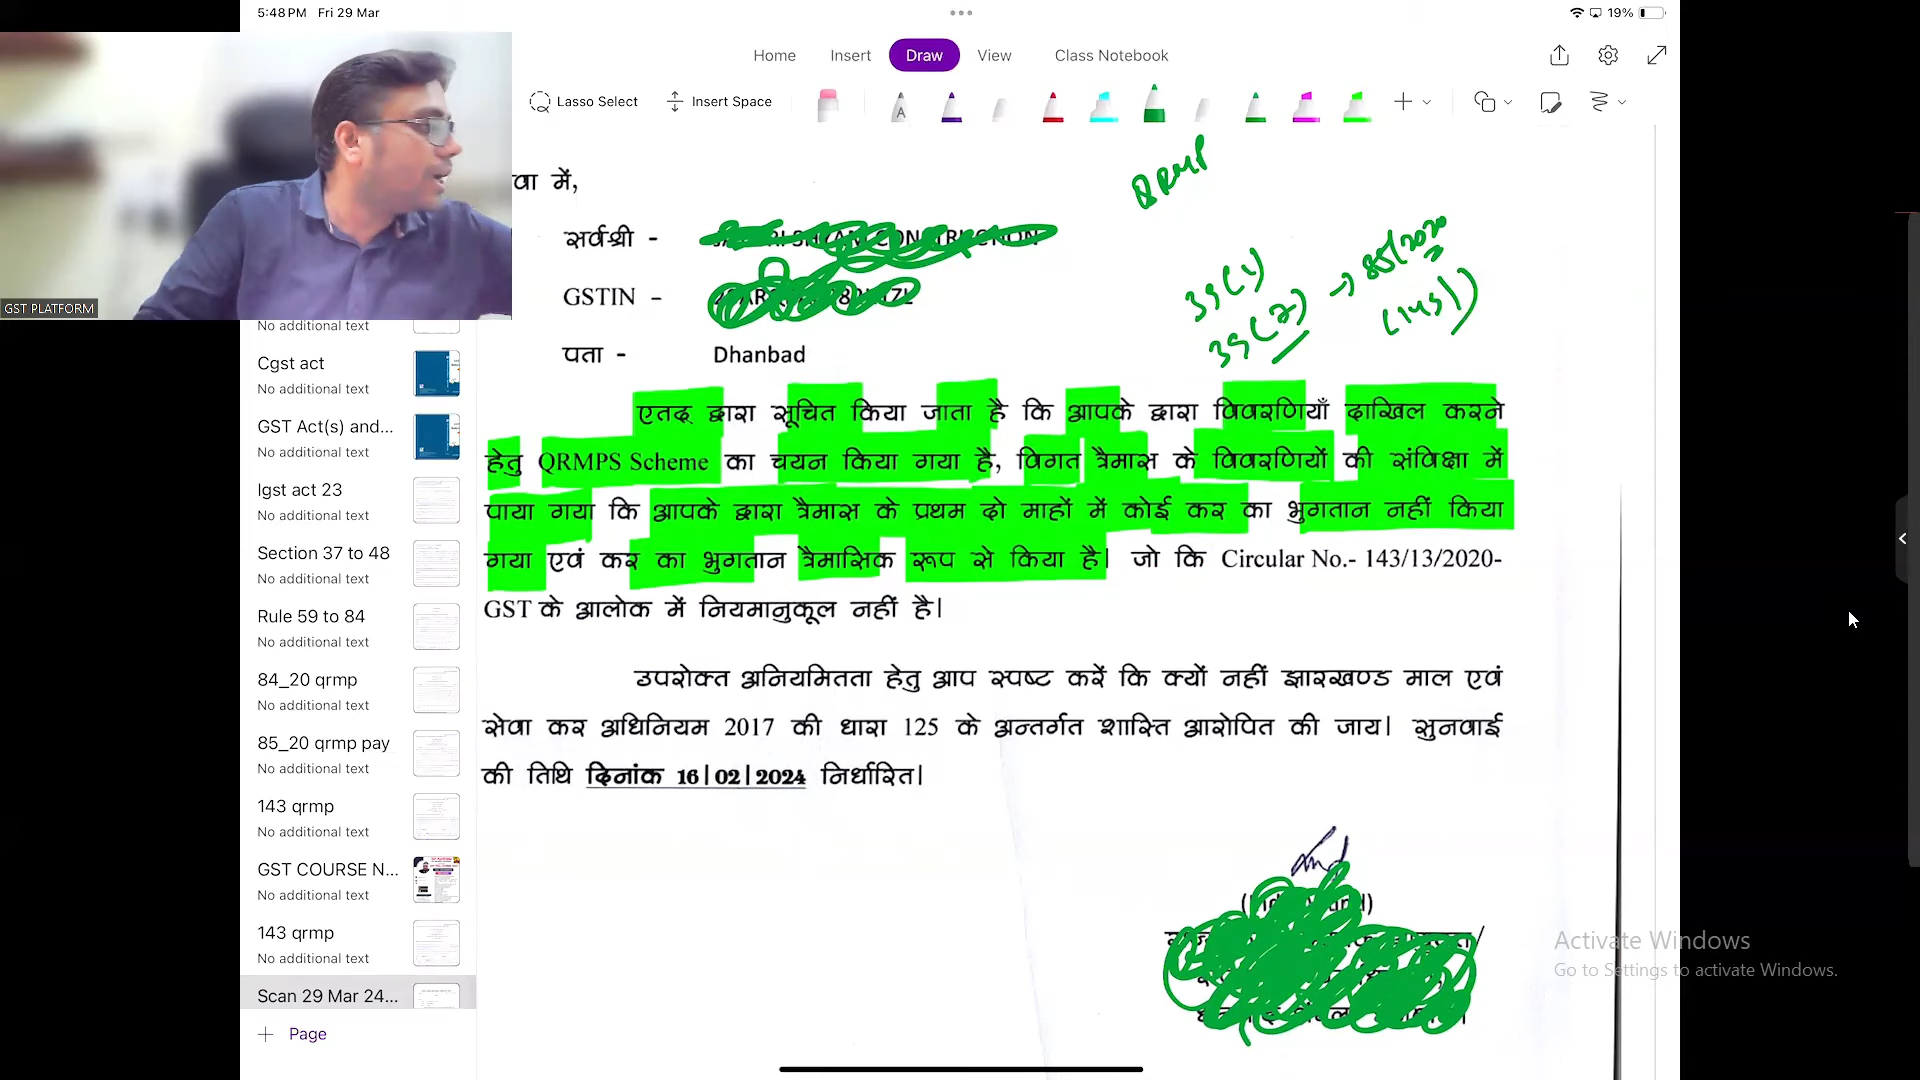 5:48 PM Fri 29 Mar
19%
Home Insert Draw View Class Notebook
Lasso Select Insert Space
A
GST PLATFORM
No additional text
Cgst act
No additional text
GST Act(s) and...
No additional text
Igst act 23
No additional text
Section 37 to 48
No additional text
Rule 59 to 84
No additional text
84_20 qrmp
No additional text
85_20 qrmp pay
No additional text
143 qrmp
No additional text
GST COURSE N...
No additional text
143 qrmp
No additional text
Scan 29 Mar 24...
Page
QRMP
वा में,
सर्वश्री -
GSTIN -
पता - Dhanbad
39(1)
39(7) → 85/2020
(143)
एतद् द्वारा सूचित किया जाता है कि आपके द्वारा विवरणियाँ दाखिल करने
हेतु QRMPS Scheme का चयन किया गया है, विगत त्रैमास के विवरणियों की संविक्षा में
पाया गया कि आपके द्वारा त्रैमास के प्रथम दो माहों में कोई कर का भुगतान नहीं किया
गया एवं कर का भुगतान त्रैमासिक रूप से किया है। जो कि Circular No.- 143/13/2020-
GST के आलोक में नियमानुकूल नहीं है।
उपरोक्त अनियमितता हेतु आप स्पष्ट करें कि क्यों नहीं झारखण्ड माल एवं
सेवा कर अधिनियम 2017 की धारा 125 के अन्तर्गत शास्ति आरोपित की जाय। सुनवाई
की तिथि दिनांक 16|02|2024 निर्धारित।
Activate Windows
Go to Settings to activate Windows.